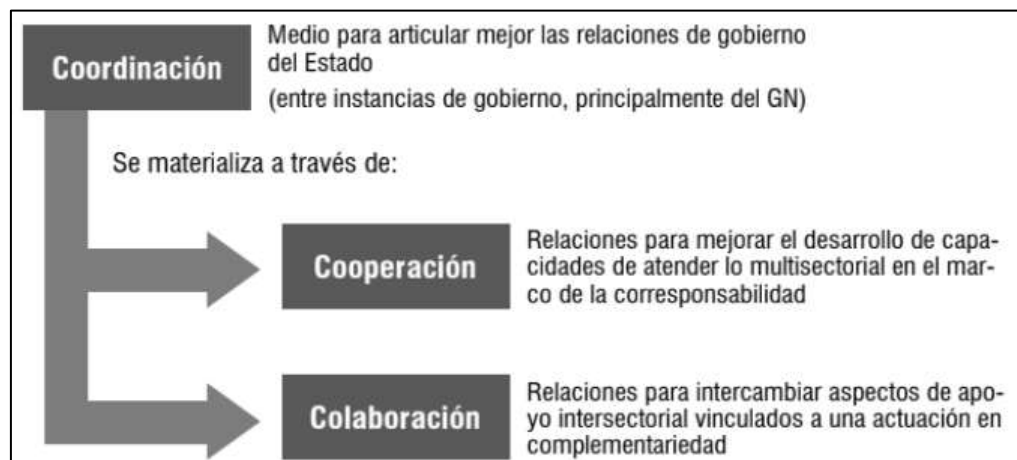 Coordinación
Medio para articular mejor las relaciones de gobierno
del Estado
(entre instancias de gobierno, principalmente del GN)
Se materializa a través de:
Cooperación
Relaciones para mejorar el desarrollo de capa-
cidades de atender lo multisectorial en el mar-
co de la corresponsabilidad
Colaboración
Relaciones para intercambiar aspectos de apo-
yo intersectorial vinculados a una actuación en
complementariedad